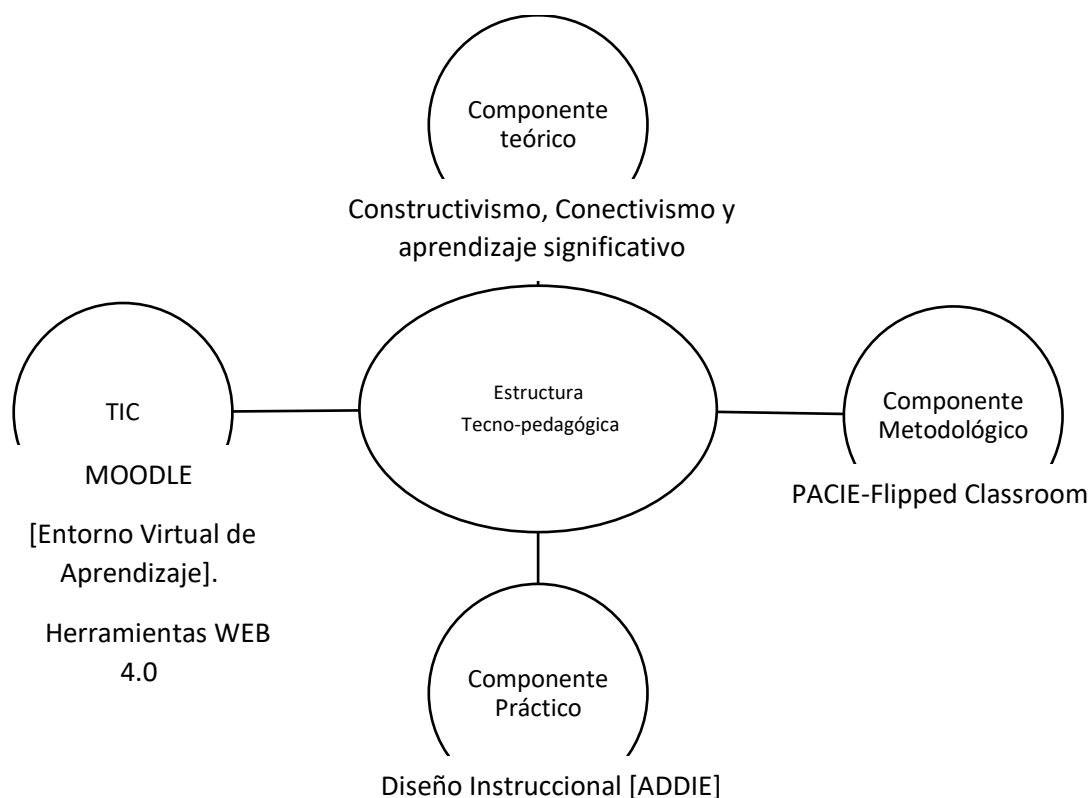 Componente
teórico
Constructivismo, Conectivismo y
aprendizaje significativo
Estructura
Tecno-pedagógica
TIC
MOODLE
[Entorno Virtual de
Aprendizaje].
Herramientas WEB
4.0
Componente
Metodológico
PACIE-Flipped Classroom
Componente
Práctico
Diseño Instruccional [ADDIE]